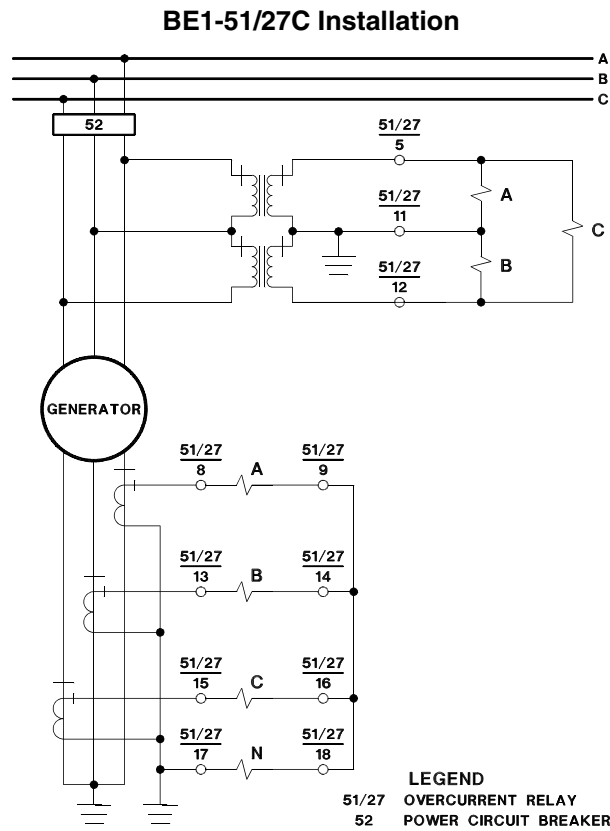 BE1-51/27C Installation
A
B
C
52
51/27
5
51/27
11
A
C
B
51/27
12
GENERATOR
51/27
8
A
51/27
9
51/27
13
B
51/27
14
51/27
15
C
51/27
16
51/27
17
N
51/27
18
LEGEND
51/27 OVERCURRENT RELAY
52 POWER CIRCUIT BREAKER